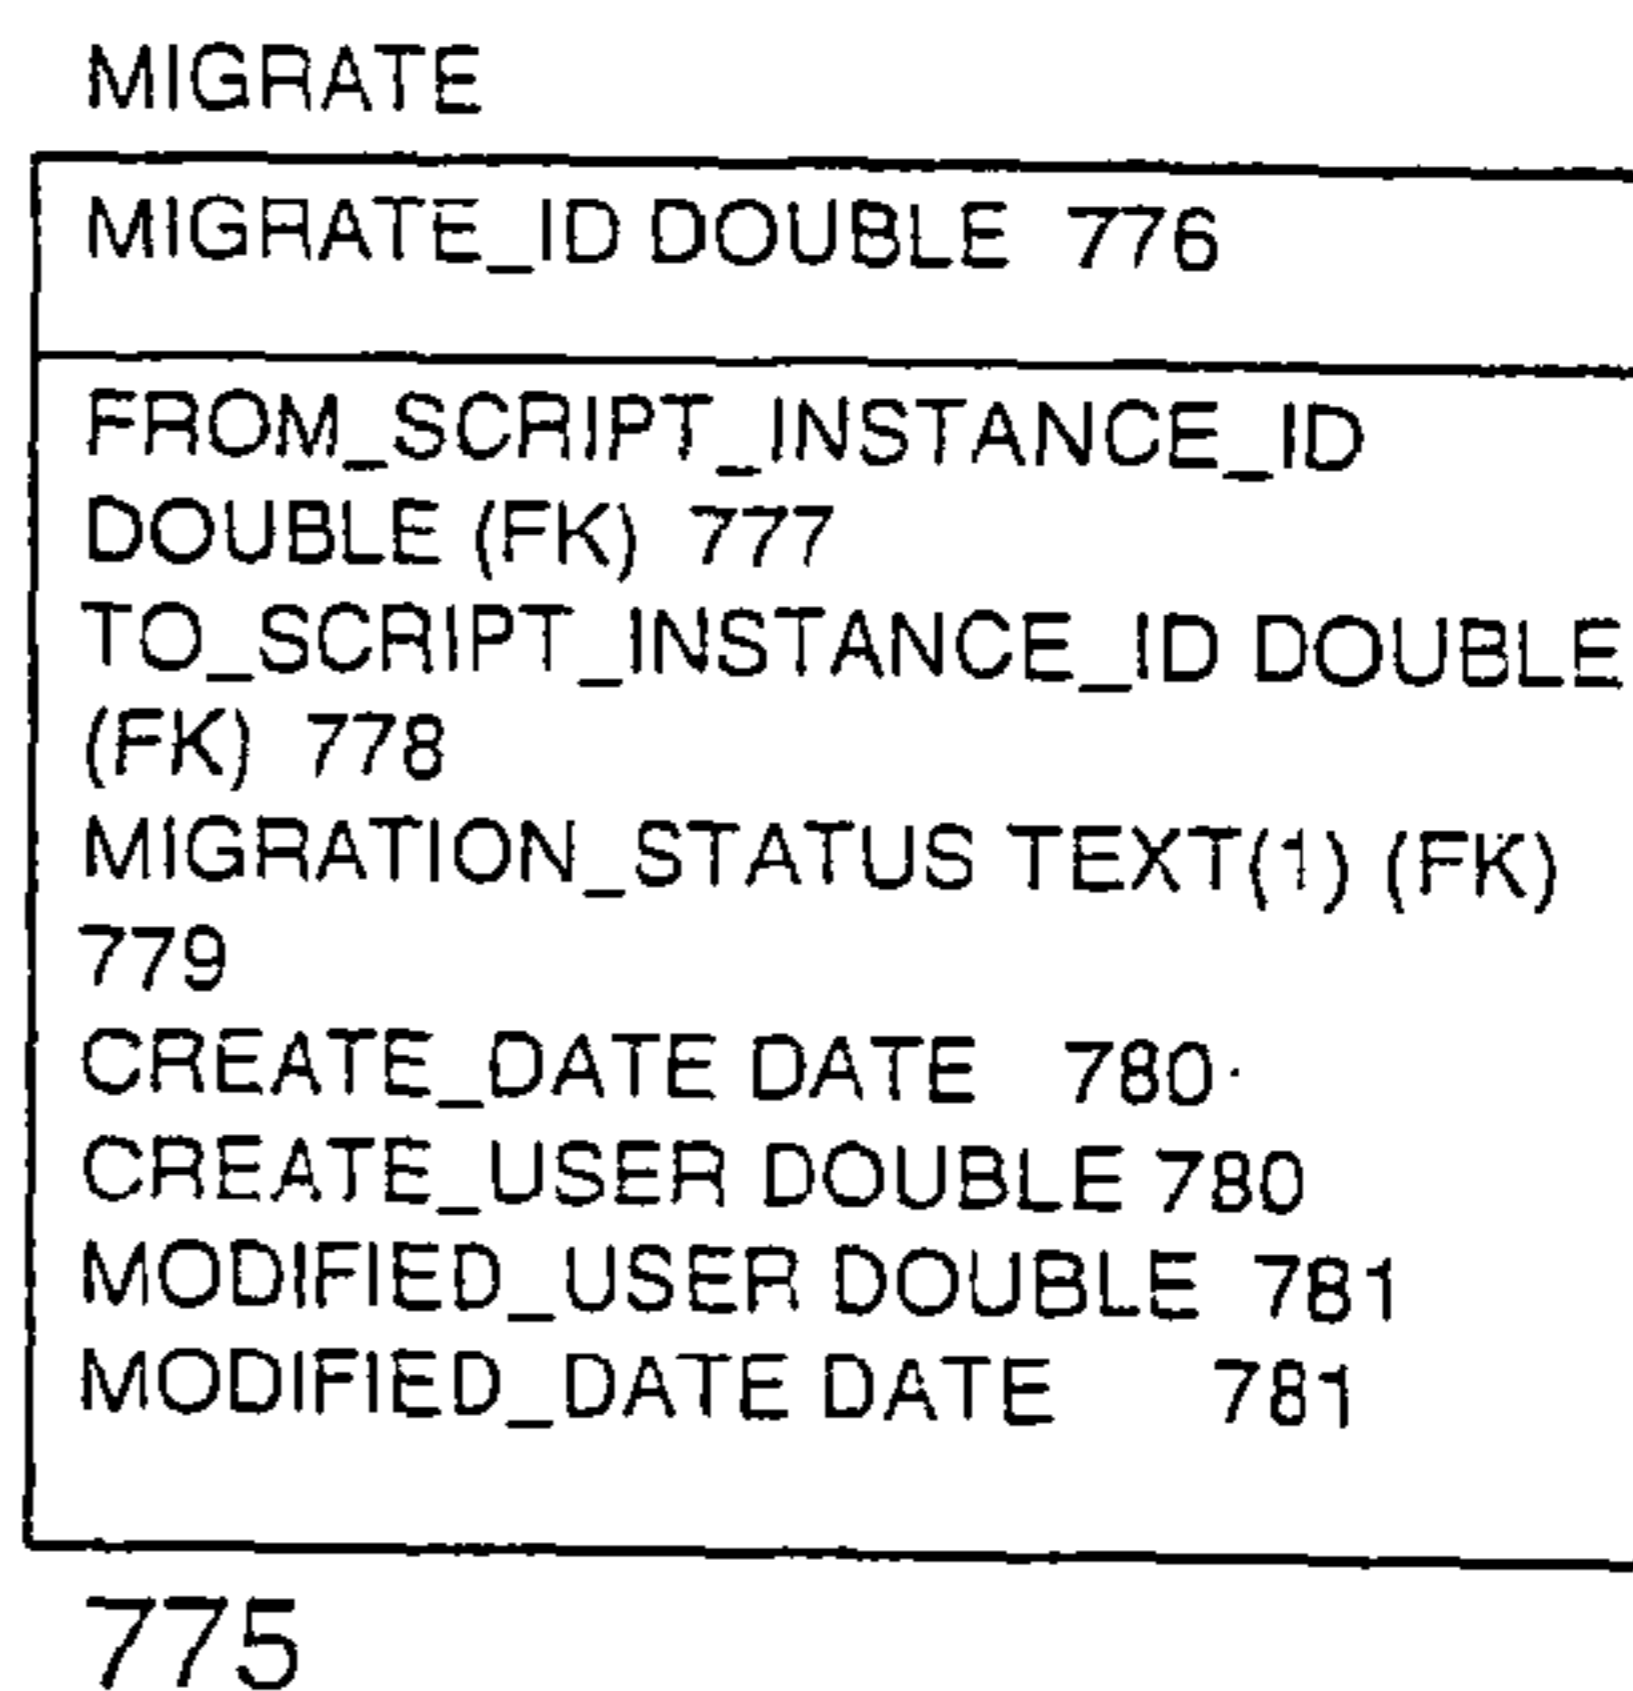 MIGRATE
MIGRATE_ID DOUBLE 776
FROM_SCRIPT_INSTANCE_ID
DOUBLE (FK) 777
TO_SCRIPT_INSTANCE_ID DOUBLE
(FK) 778
MIGRATION_STATUS TEXT(1) (FK)
779
CREATE_DATE DATE 780
CREATE_USER DOUBLE 780
MODIFIED_USER DOUBLE 781
MODIFIED_DATE DATE 781
775